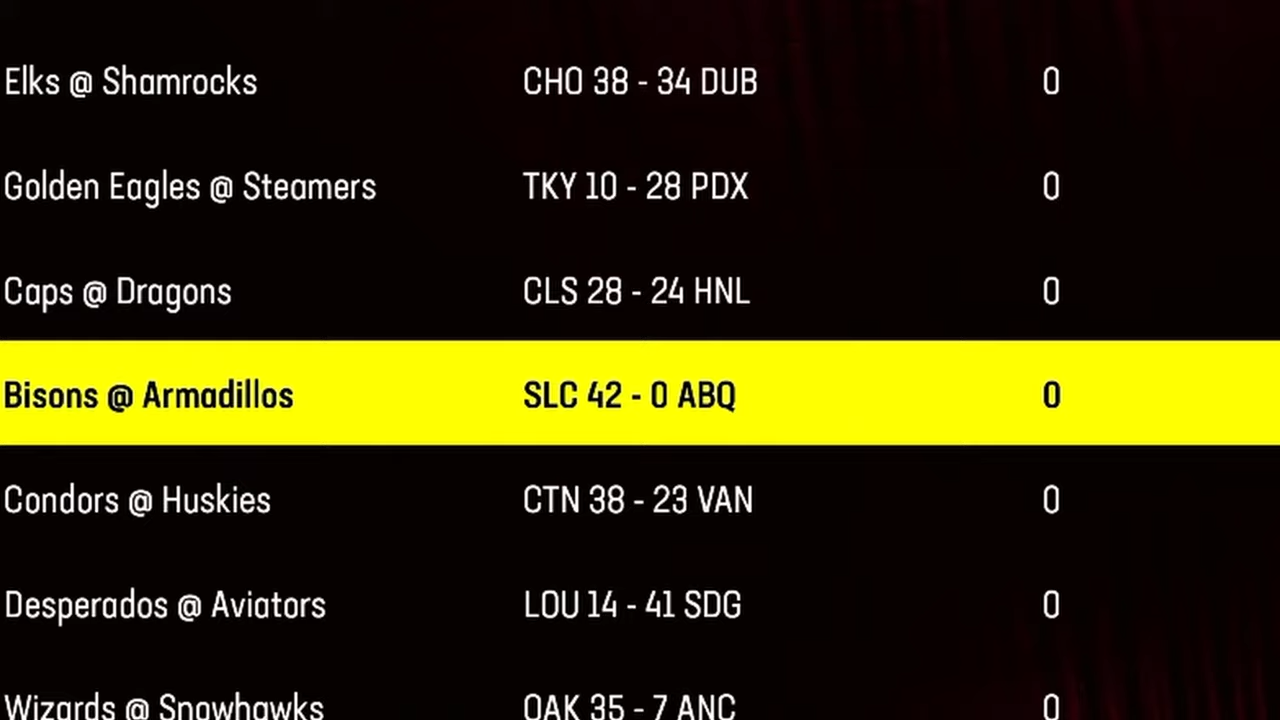 Elks @ Shamrocks CHO 38 - 34 DUB 0
Golden Eagles @ Steamers TKY 10 - 28 PDX 0
Caps @ Dragons CLS 28 - 24 HNL 0
Bisons @ Armadillos SLC 42 - 0 ABQ 0
Condors @ Huskies CTN 38 - 23 VAN 0
Desperados @ Aviators LOU 14 - 41 SDG 0
Wizards @ Snowhawks OAK 35 - 7 ANC 0